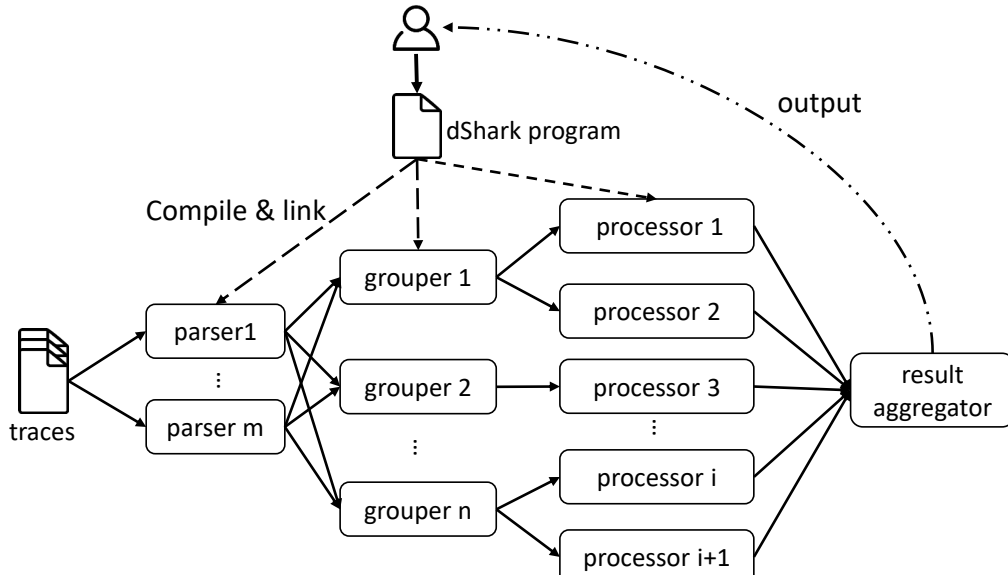 output
dShark program
Compile & link
processor 1
grouper 1
processor 2
parser1
⋮
grouper 2
processor 3
result
aggregator
traces
parser m
⋮
⋮
processor i
grouper n
processor i+1